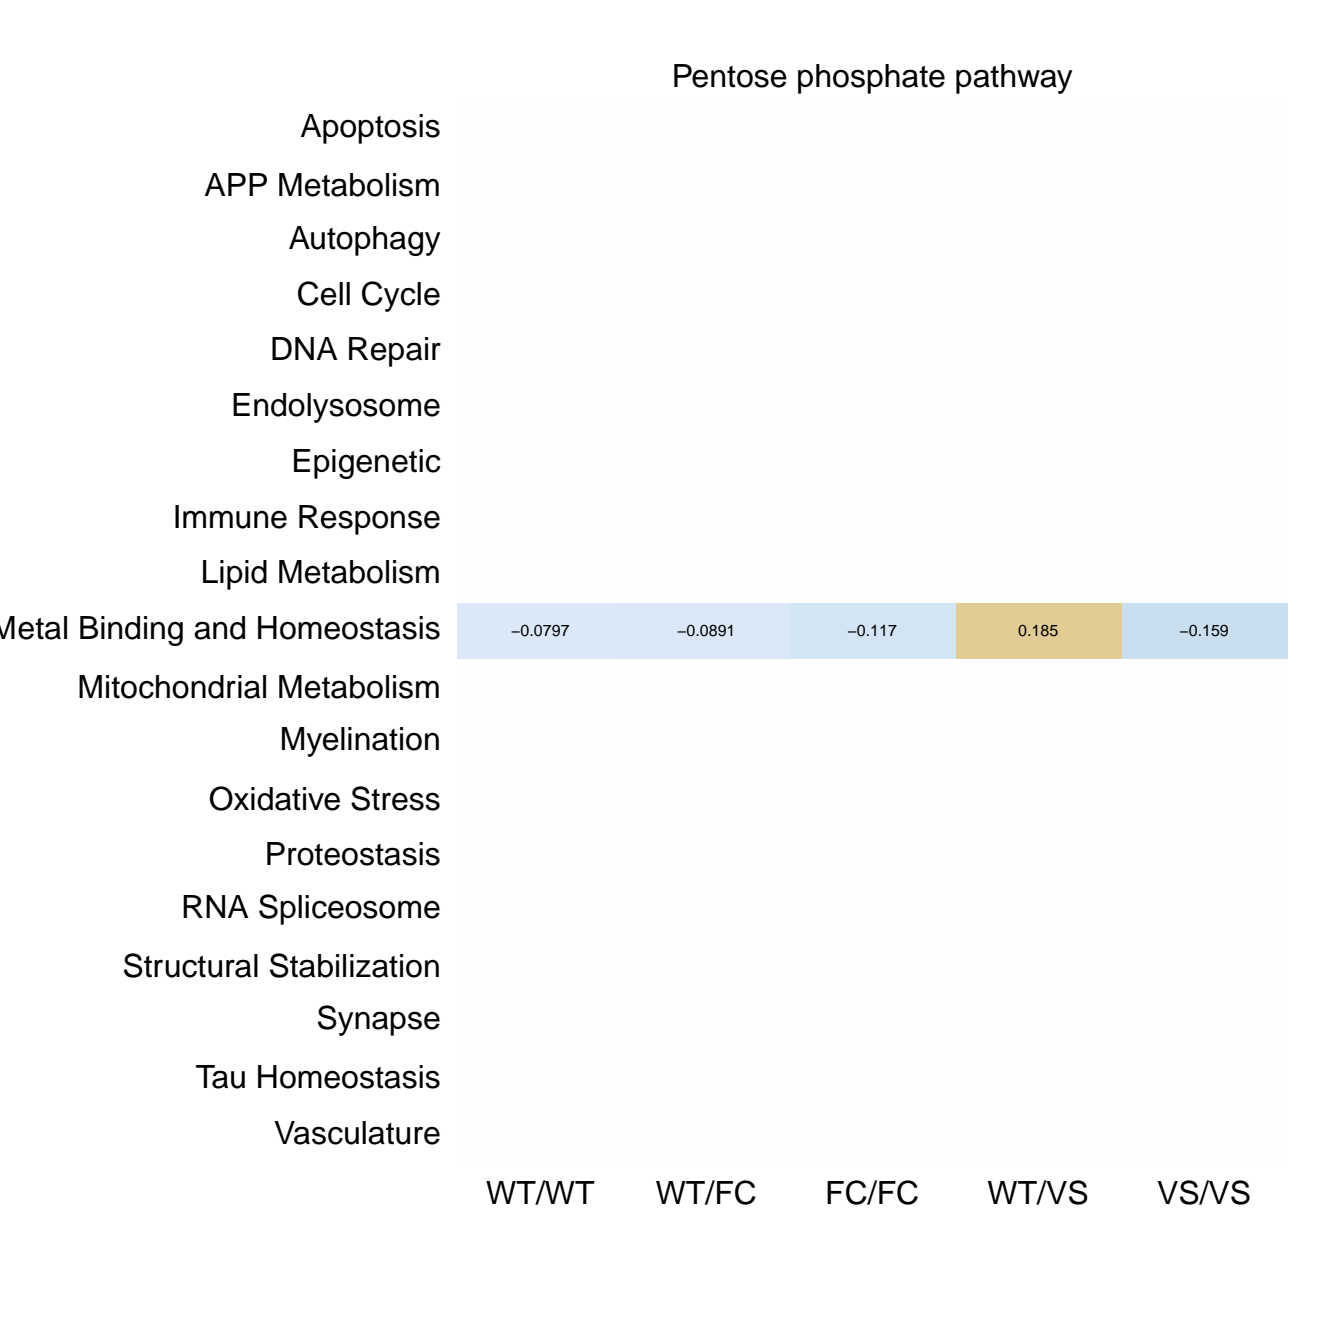 Pentose phosphate pathway
Apoptosis
APP Metabolism
Autophagy
Cell Cycle
DNA Repair
Endolysosome
Epigenetic
Immune Response
Lipid Metabolism
Metal Binding and Homeostasis −0.0797 −0.0891 −0.117 0.185 −0.159
Mitochondrial Metabolism
Myelination
Oxidative Stress
Proteostasis
RNA Spliceosome
Structural Stabilization
Synapse
Tau Homeostasis
Vasculature
WT/WT WT/FC FC/FC WT/VS VS/VS